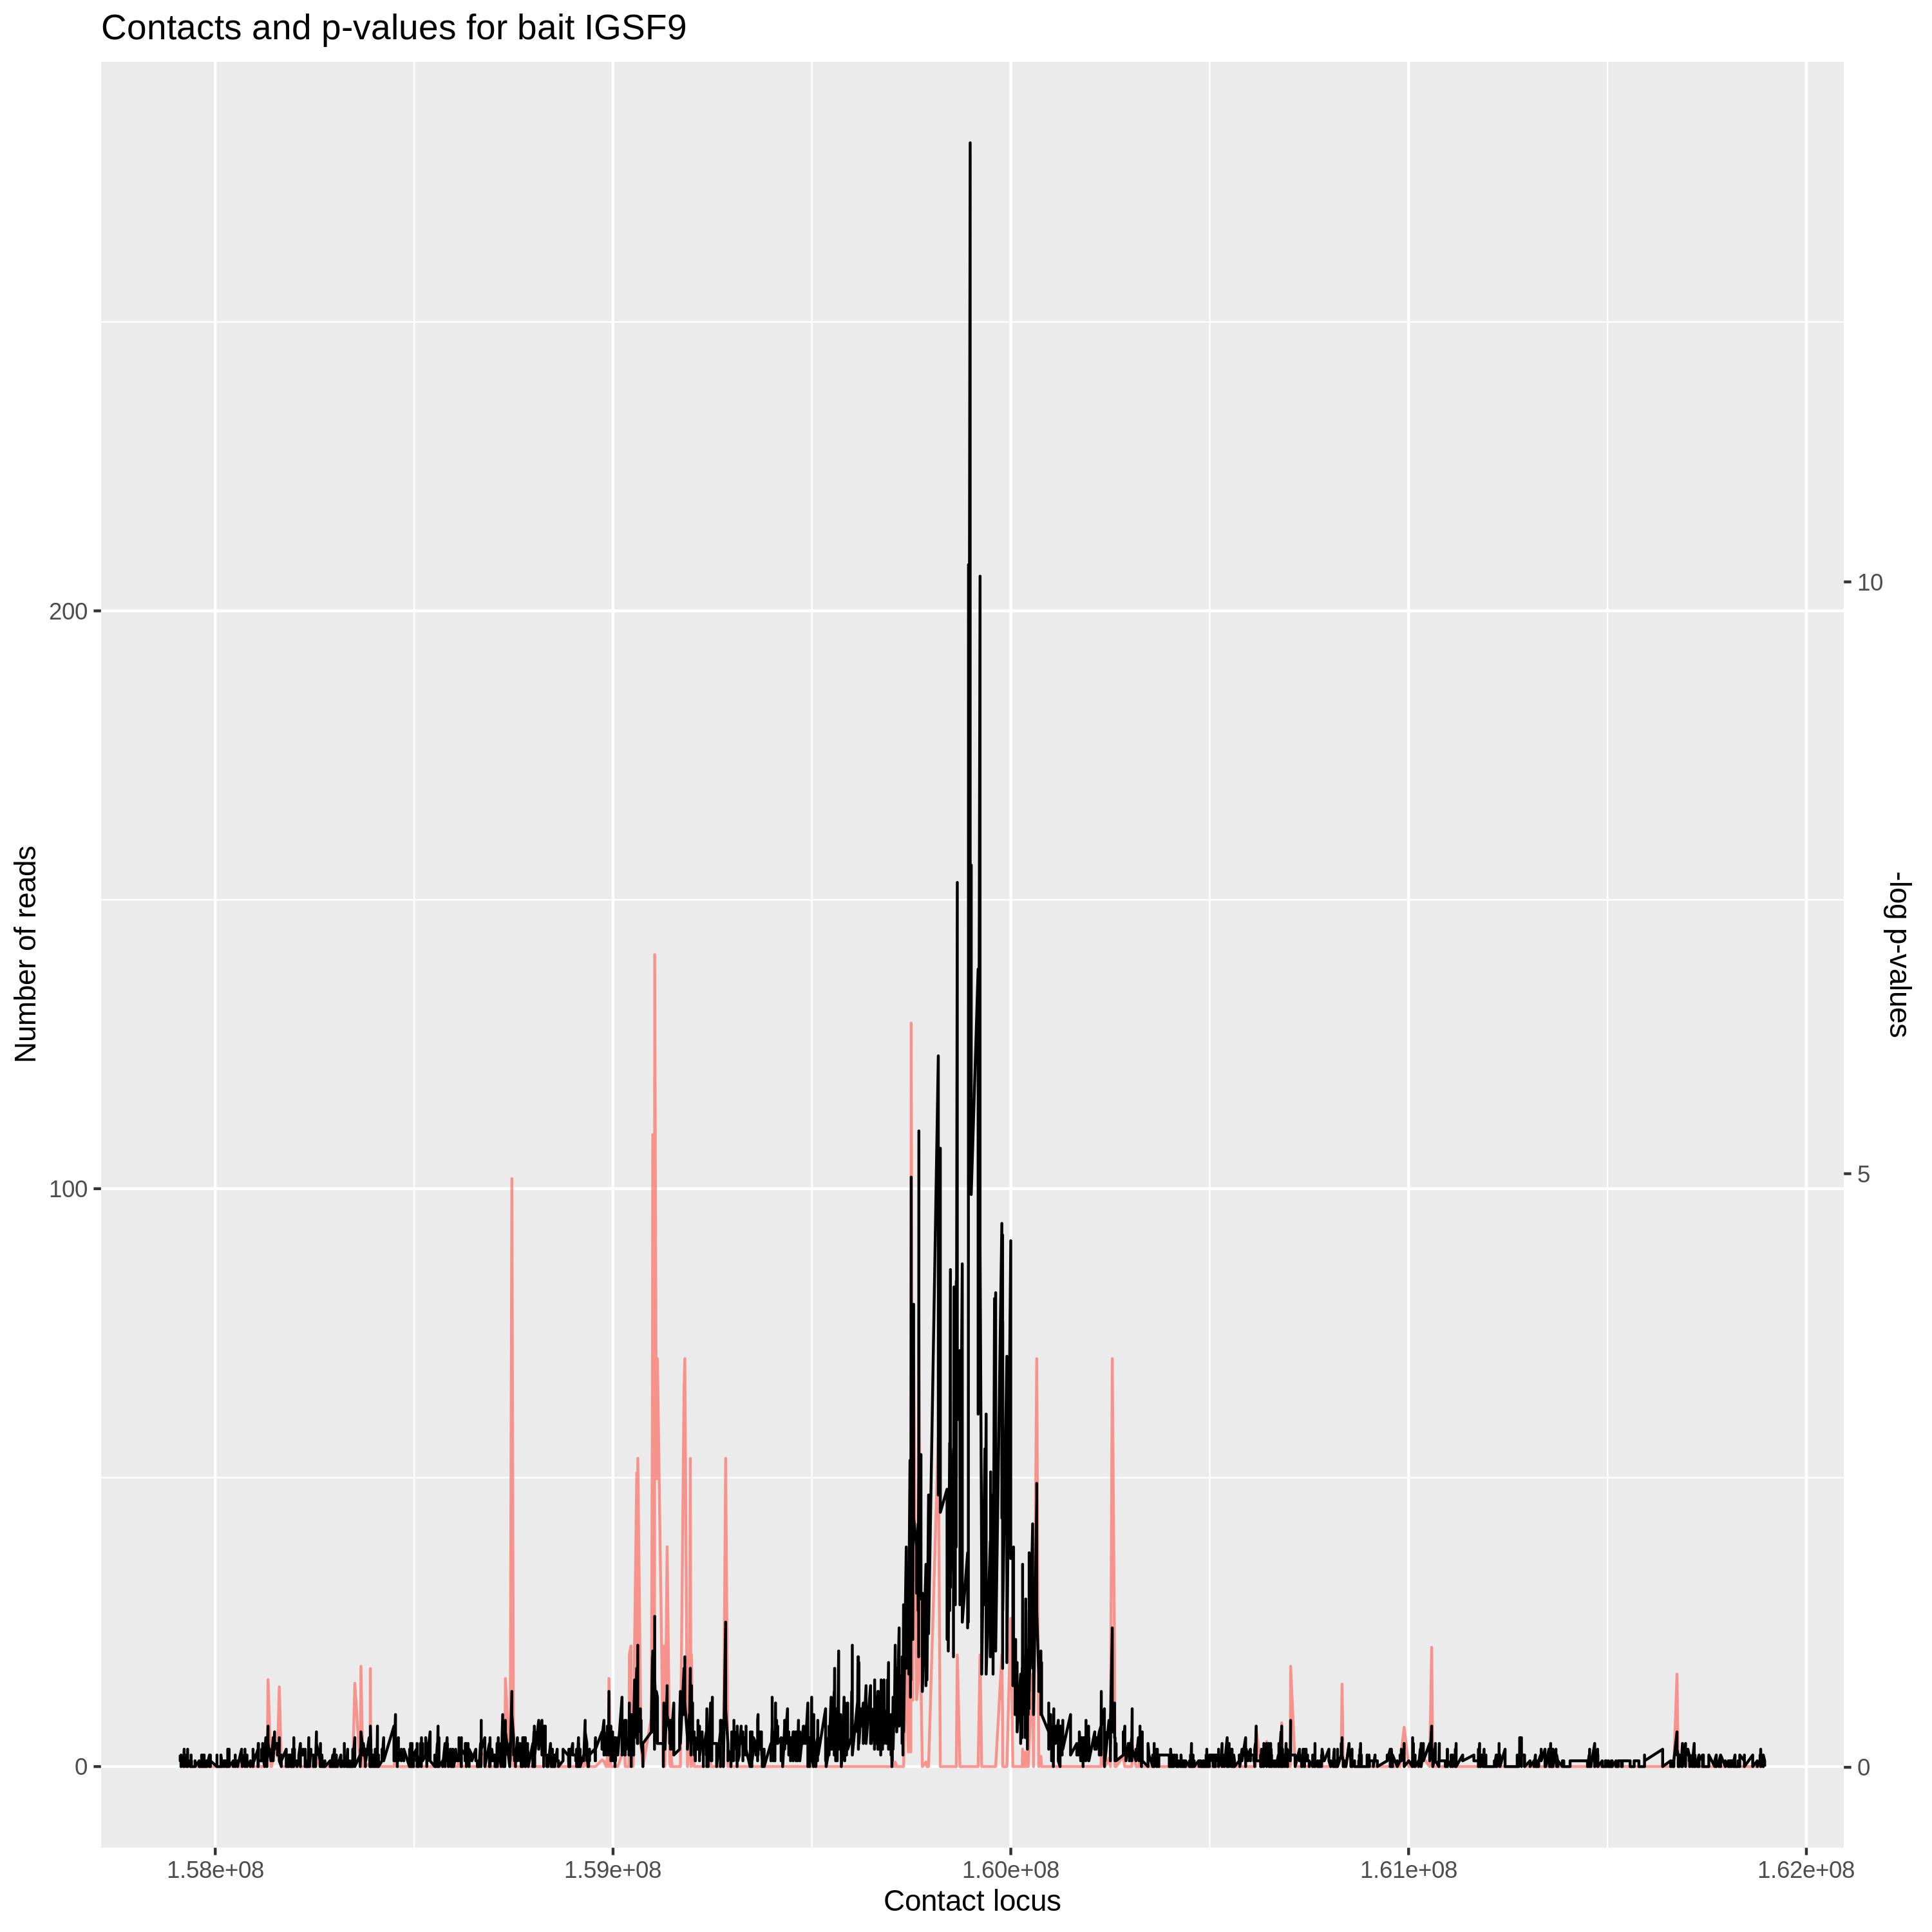 Contacts and p-values for bait IGSF9
Number of reads
200
100
0
10
5
0
-log p-values
1.58e+08
1.59e+08
1.60e+08
1.61e+08
1.62e+08
Contact locus